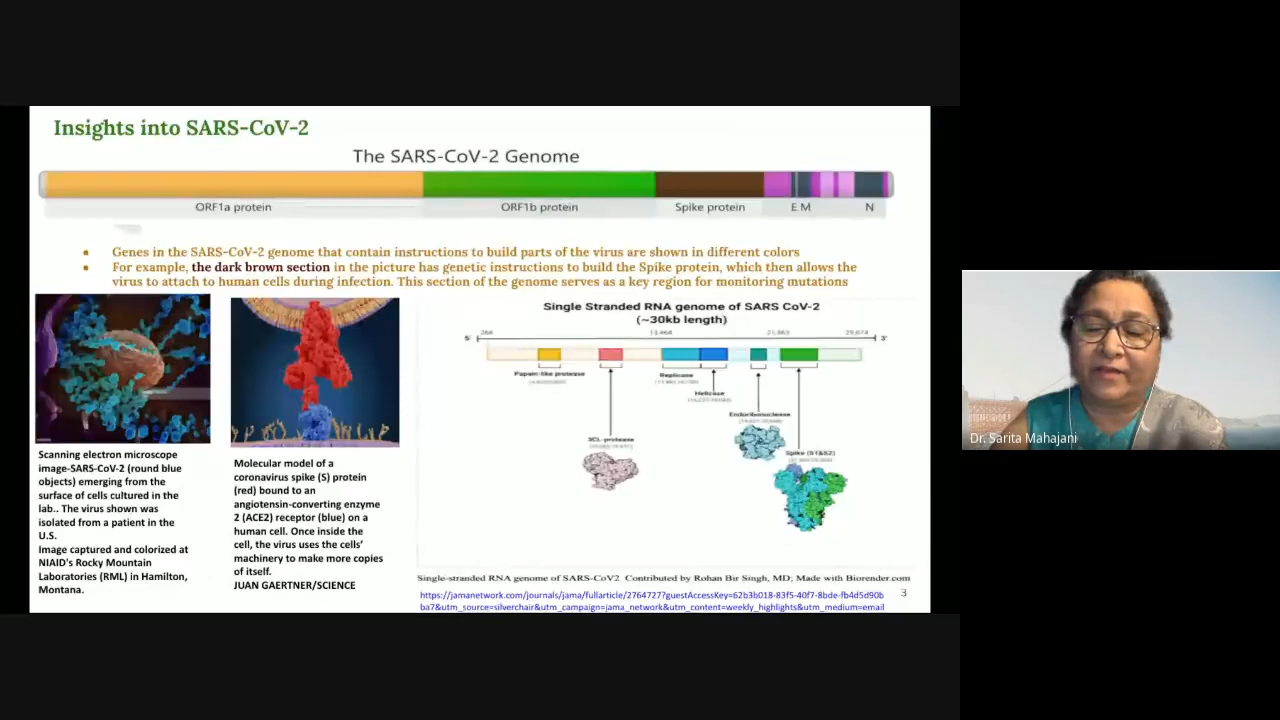 Insights into SARS-CoV-2
The SARS-CoV-2 Genome
ORF1a protein
ORF1b protein
Spike protein
E M
N
• Genes in the SARS-CoV-2 genome that contain instructions to build parts of the virus are shown in different colors
• For example, the dark brown section in the picture has genetic instructions to build the Spike protein, which then allows the
virus to attach to human cells during infection. This section of the genome serves as a key region for monitoring mutations
Scanning electron microscope
image-SARS-CoV-2 (round blue
objects) emerging from the
surface of cells cultured in the
lab.. The virus shown was
isolated from a patient in the
U.S.
Image captured and colorized at
NIAID's Rocky Mountain
Laboratories (RML) in Hamilton,
Montana.
Molecular model of a
coronavirus spike (S) protein
(red) bound to an
angiotensin-converting enzyme
2 (ACE2) receptor (blue) on a
human cell. Once inside the
cell, the virus uses the cells'
machinery to make more copies
of itself.
JUAN GAERTNER/SCIENCE
Single Stranded RNA genome of SARS CoV-2
(~30kb length)
5'
266
13,468
21,563
29,674
3'
Papain-like protease
Replicase
Helicase
Endoribonuclease
3CL-protease
Spike (S1&S2)
Single-stranded RNA genome of SARS-CoV2. Contributed by Rohan Bir Singh, MD; Made with Biorender.com
https://jamanetwork.com/journals/jama/fullarticle/2764727?guestAccessKey=62b3b018-83f5-40f7-8bde-fb4d5d90b
ba7&utm_source=silverchair&utm_campaign=jama_network&utm_content=weekly_highlights&utm_medium=email
3
Dr. Sarita Mahajani